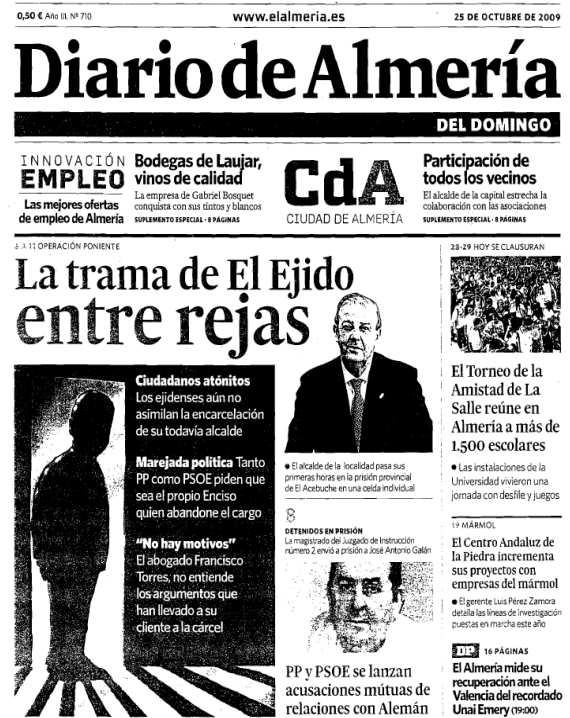 0,50 € Año III. Nº 710
www.elalmeria.es
25 DE OCTUBRE DE 2009
Diario de Almería
DEL DOMINGO
INNOVACIÓN
EMPLEO
Las mejores ofertas
de empleo de Almería
Bodegas de Laujar,
vinos de calidad
La empresa de Gabriel Bosquet
conquista con sus tintos y blancos
SUPLEMENTO ESPECIAL · 8 PÁGINAS
CdA
CIUDAD DE ALMERÍA
Participación de
todos los vecinos
El alcalde de la capital estrecha la
colaboración con las asociaciones
SUPLEMENTO ESPECIAL · 8 PÁGINAS
OPERACIÓN PONIENTE
La trama de El Ejido
entre rejas
Ciudadanos atónitos
Los ejidenses aún no
asimilan la encarcelación
de su todavía alcalde
Marejada política Tanto
PP como PSOE piden que
sea el propio Enciso
quien abandone el cargo
“No hay motivos”
El abogado Francisco
Torres, no entiende
los argumentos que
han llevado a su
cliente a la cárcel
● El alcalde de la localidad pasa sus
primeras horas en la prisión provincial
de El Acebuche en una celda individual
8
DETENIDOS EN PRISIÓN
La magistrado del Juzgado de Instrucción
número 2 envió a prisión a José Antonio Galán
PP y PSOE se lanzan
acusaciones mutuas de
relaciones con Alemán
28-29 HOY SE CLAUSURAN
El Torneo de la
Amistad de La
Salle reúne en
Almería a más de
1.500 escolares
● Las instalaciones de la
Universidad vivieron una
jornada con desfile y juegos
19 MÁRMOL
El Centro Andaluz de
la Piedra incrementa
sus proyectos con
empresas del mármol
● El gerente Luis Pérez Zamora
detalla las líneas de investigación
puestas en marcha este año
16 PÁGINAS
El Almería mide su
recuperación ante el
Valencia del recordado
Unai Emery (19:00)